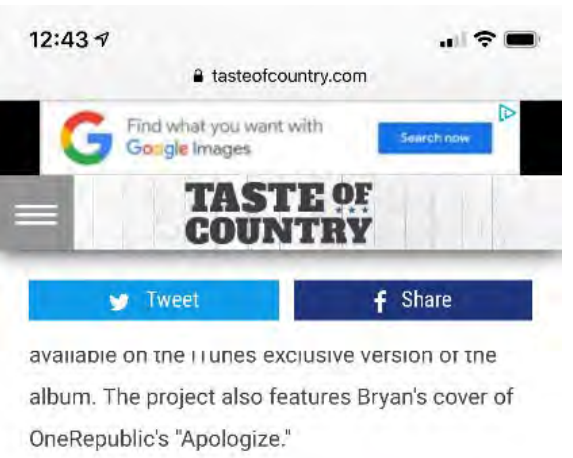 12:43
tasteofcountry.com
Find what you want with
Google Images
Search now
TASTE OF
COUNTRY
Tweet
f Share
available on the iTunes exclusive version of the
album. The project also features Bryan's cover of
OneRepublic's "Apologize."